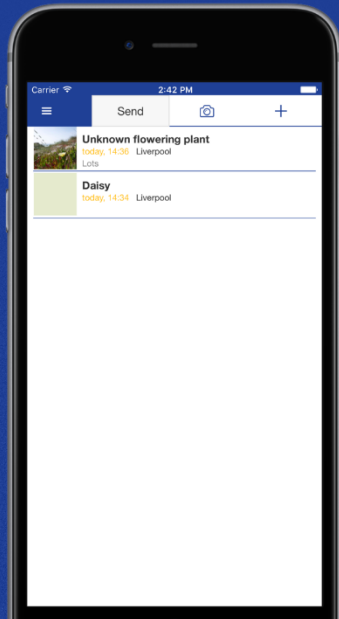 Carrier 2:42 PM
Send
Unknown flowering plant
today, 14:36 Liverpool
Lots
Daisy
today, 14:34 Liverpool